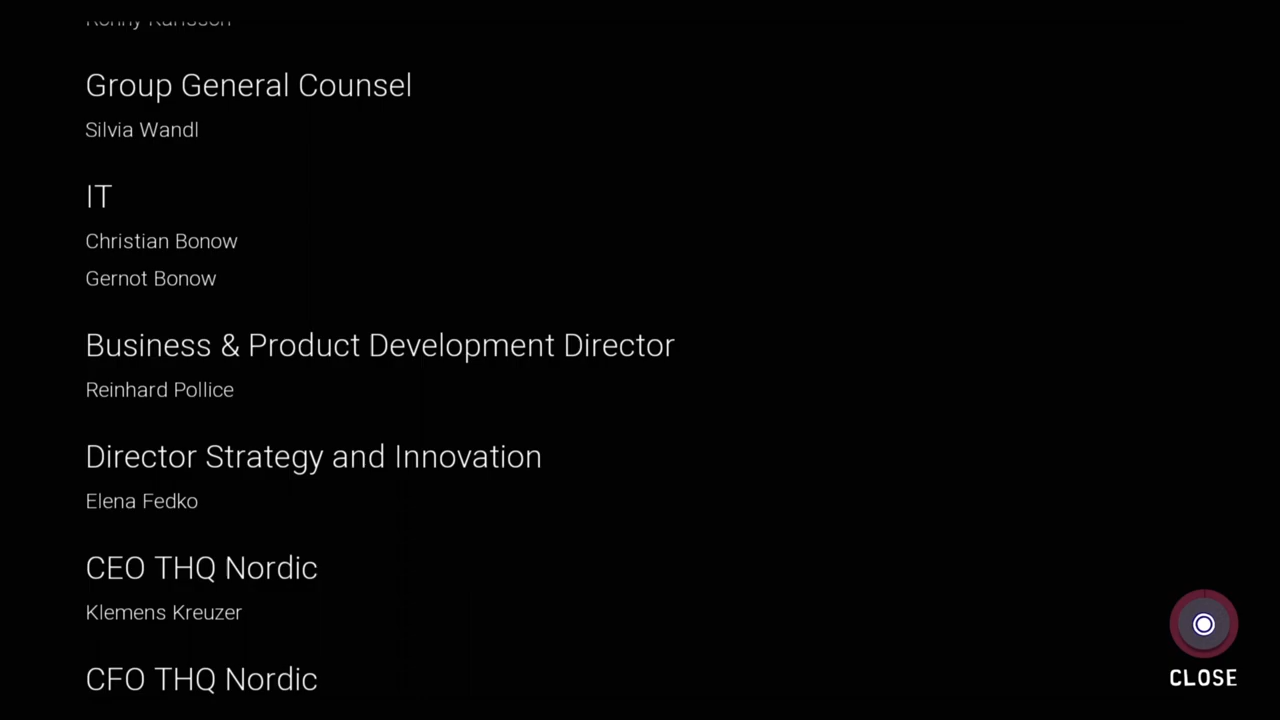 Group General Counsel
Silvia Wandl
IT
Christian Bonow
Gernot Bonow
Business & Product Development Director
Reinhard Pollice
Director Strategy and Innovation
Elena Fedko
CEO THQ Nordic
Klemens Kreuzer
CFO THQ Nordic
CLOSE